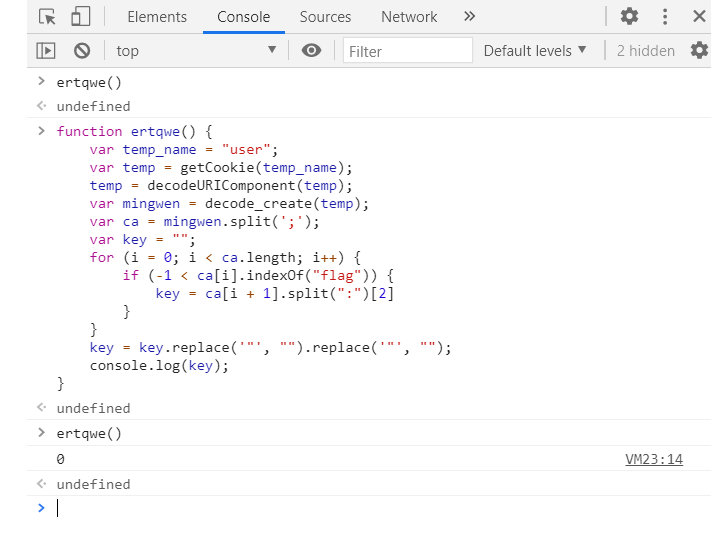 Elements Console Sources Network »
top ▼ Filter Default levels ▼ 2 hidden
> ertqwe()
undefined
> function ertqwe() {
    var temp_name = "user";
    var temp = getCookie(temp_name);
    temp = decodeURIComponent(temp);
    var mingwen = decode_create(temp);
    var ca = mingwen.split(';');
    var key = "";
    for (i = 0; i < ca.length; i++) {
        if (-1 < ca[i].indexOf("flag")) {
            key = ca[i + 1].split(":")[2]
        }
    }
    key = key.replace('"', "").replace('"', "");
    console.log(key);
}
undefined
> ertqwe()
0 VM23:14
undefined
>